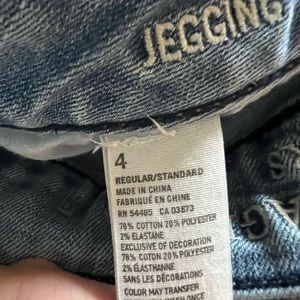 JEGGING
4
REGULAR/STANDARD
MADE IN CHINA
FABRIQUÉ EN CHINE
RN 54485 CA 03873
78% COTTON 20% POLYESTER
2% ELASTANE
EXCLUSIVE OF DECORATION
78% COTON 20% POLYESTER
2% ÉLASTHANNE
SANS LES DÉCORATIONS
COLOR MAY TRANSFER